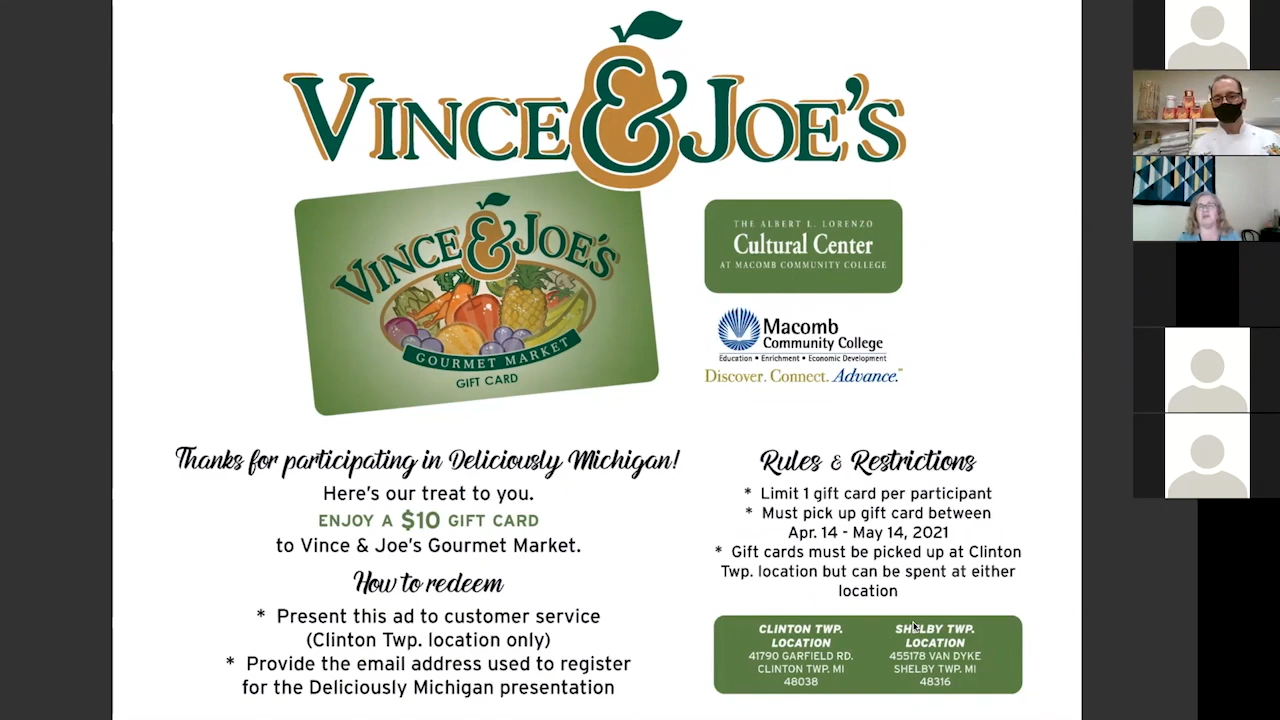 VINCE & JOE'S
VINCE & JOE'S
GOURMET MARKET
GIFT CARD
THE ALBERT L. LORENZO
Cultural Center
AT MACOMB COMMUNITY COLLEGE
Macomb
Community College
Education • Enrichment • Economic Development
Discover. Connect. Advance.™
Thanks for participating in Deliciously Michigan!
Here's our treat to you.
ENJOY A $10 GIFT CARD
to Vince & Joe's Gourmet Market.
How to redeem
* Present this ad to customer service
(Clinton Twp. location only)
* Provide the email address used to register
for the Deliciously Michigan presentation
Rules & Restrictions
* Limit 1 gift card per participant
* Must pick up gift card between
Apr. 14 - May 14, 2021
* Gift cards must be picked up at Clinton
Twp. location but can be spent at either
location
CLINTON TWP.
LOCATION
41790 GARFIELD RD.
CLINTON TWP. MI
48038
SHELBY TWP.
LOCATION
455178 VAN DYKE
SHELBY TWP. MI
48316